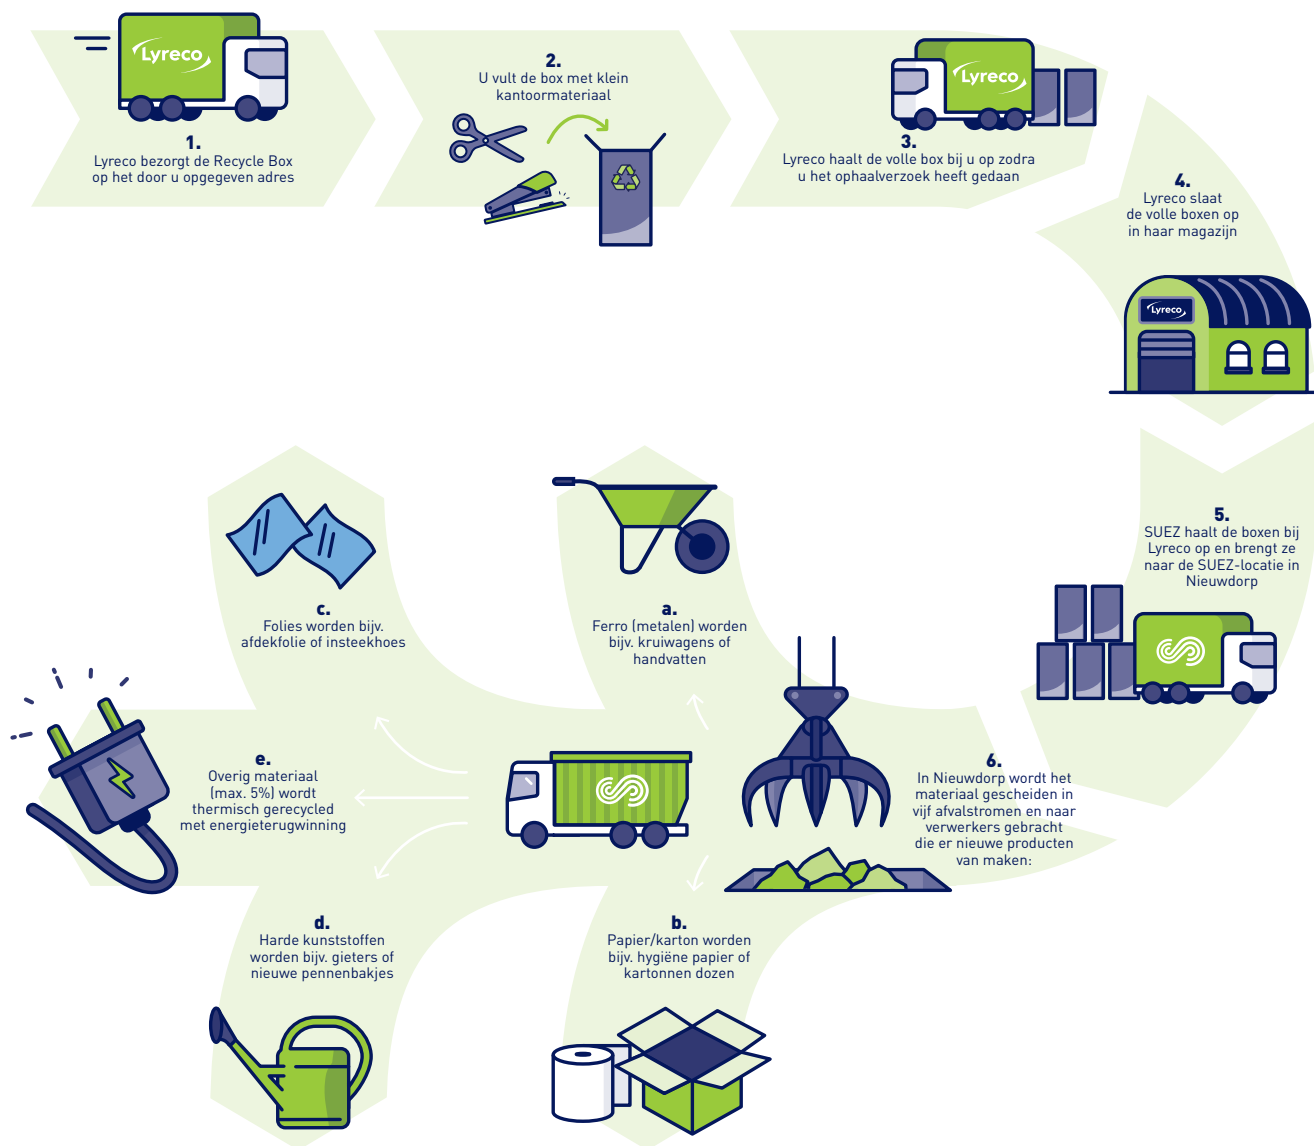 Lyreco
1.
Lyreco bezorgt de Recycle Box
op het door u opgegeven adres
2.
U vult de box met klein
kantoormateriaal
Lyreco
3.
Lyreco haalt de volle box bij u op zodra
u het ophaalverzoek heeft gedaan
4.
Lyreco slaat
de volle boxen op
in haar magazijn
Lyreco
5.
SUEZ haalt de boxen bij
Lyreco op en brengt ze
naar de SUEZ-locatie in
Nieuwdorp
6.
In Nieuwdorp wordt het
materiaal gescheiden in
vijf afvalstromen en naar
verwerkers gebracht
die er nieuwe producten
van maken:
a.
Ferro (metalen) worden
bijv. kruiwagens of
handvatten
b.
Papier/karton worden
bijv. hygiëne papier of
kartonnen dozen
c.
Folies worden bijv.
afdekfolie of insteekhoes
d.
Harde kunststoffen
worden bijv. gieters of
nieuwe pennenbakjes
e.
Overig materiaal
(max. 5%) wordt
thermisch gerecycled
met energieterugwinning